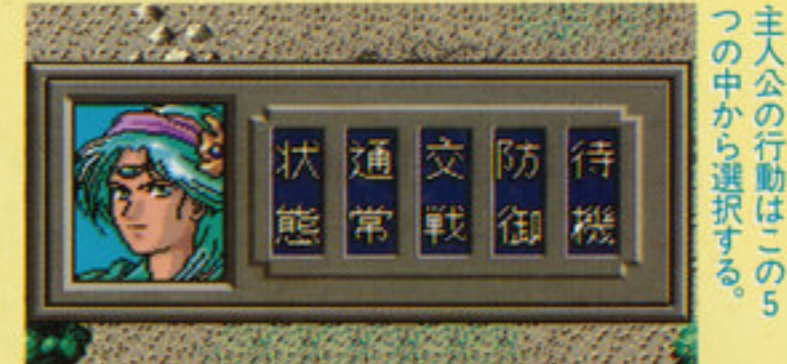 主人公の行動はこの5
つの中から選択する。
状態
通常
交戦
防御
待機